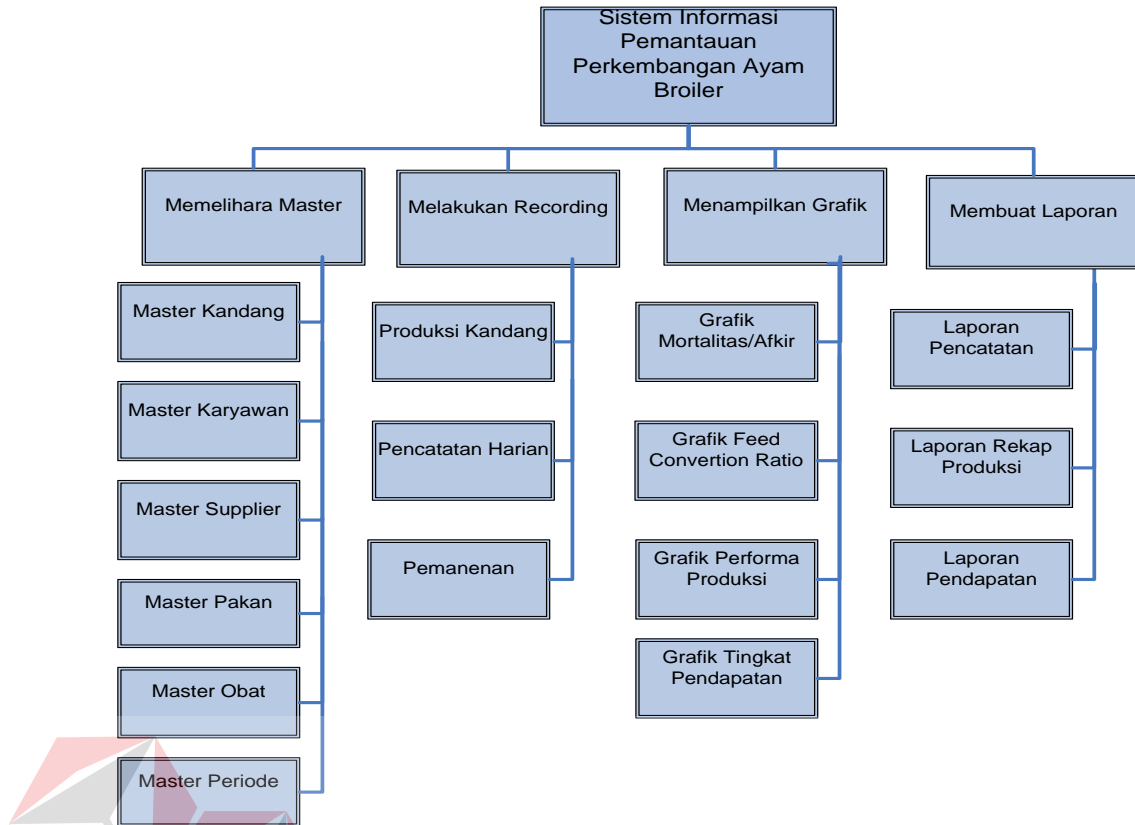 Sistem Informasi
Pemantauan
Perkembangan Ayam
Broiler
Memelihara Master
Melakukan Recording
Menampilkan Grafik
Membuat Laporan
Master Kandang
Master Karyawan
Master Supplier
Master Pakan
Master Obat
Master Periode
Produksi Kandang
Pencatatan Harian
Pemanenan
Grafik
Mortalitas/Afkir
Grafik Feed
Convertion Ratio
Grafik Performa
Produksi
Grafik Tingkat
Pendapatan
Laporan
Pencatatan
Laporan Rekap
Produksi
Laporan
Pendapatan